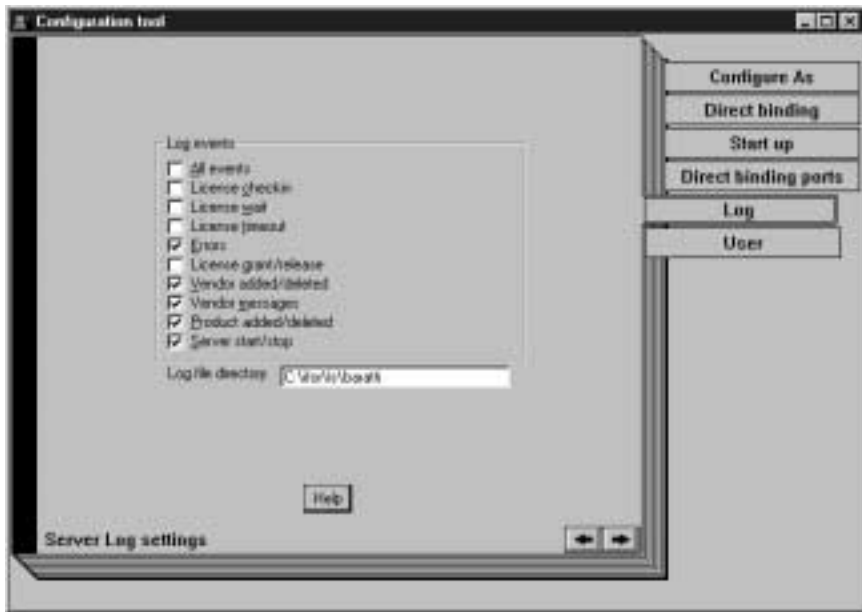 Configuration tool
Configure As
Direct binding
Start up
Direct binding ports
Log
User
Log events
All events
License checkin
License wait
License timeout
Errors
License grant/release
Vendor added/deleted
Vendor messages
Product added/deleted
Server start/stop
Log file directory
Help
Server Log settings